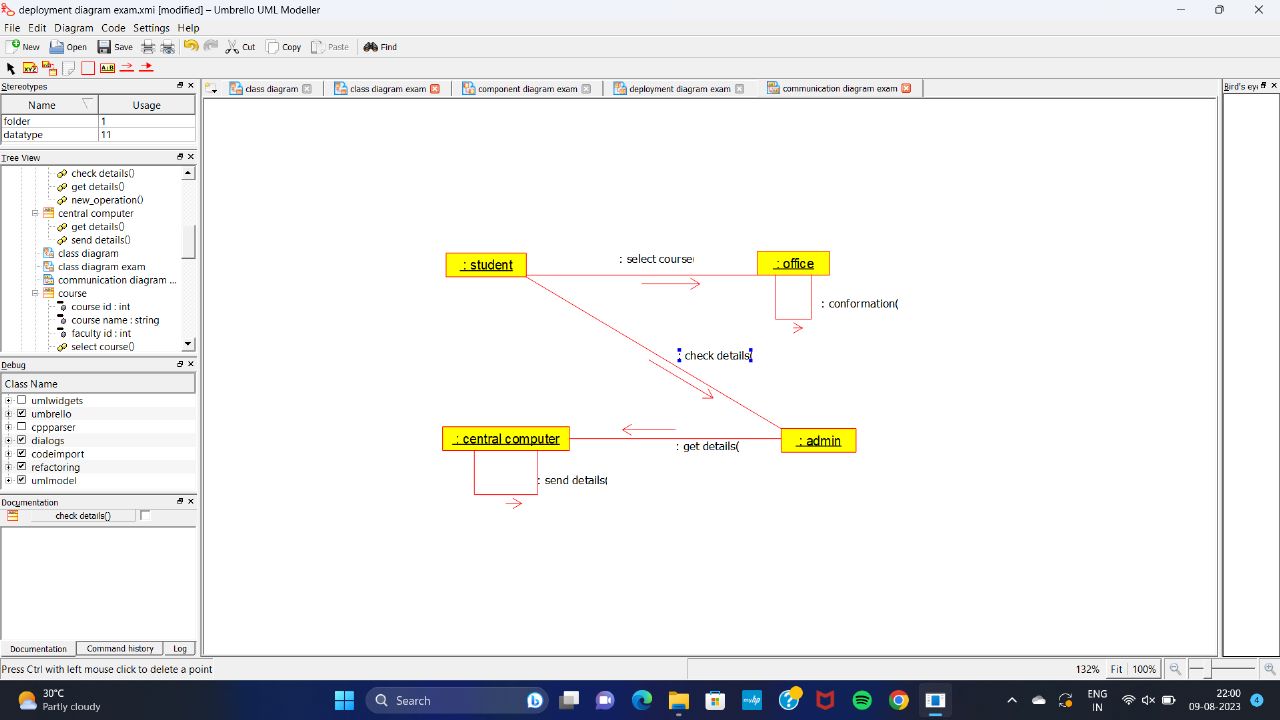 deployment diagram exam.xmi [modified] – Umbrello UML Modeller
File Edit Diagram Code Settings Help
New Open Save Cut Copy Paste Find
XYZ A:B
Stereotypes
Name Usage
folder 1
datatype 11
Tree View
check details()
get details()
new_operation()
central computer
get details()
send details()
class diagram
class diagram exam
communication diagram ...
course
course id : int
course name : string
faculty id : int
select course()
Debug
Class Name
umlwidgets
umbrello
cppparser
dialogs
codeimport
refactoring
umlmodel
Documentation
check details()
Documentation Command history Log
class diagram class diagram exam component diagram exam deployment diagram exam communication diagram exam
Bird's eye
: student
: select course
: office
: conformation(
: check details(
: central computer
: get details(
: admin
: send details(
Press Ctrl with left mouse click to delete a point
132% Fit 100%
30°C
Partly cloudy
Search
ENG
IN
22:00
09-08-2023
4